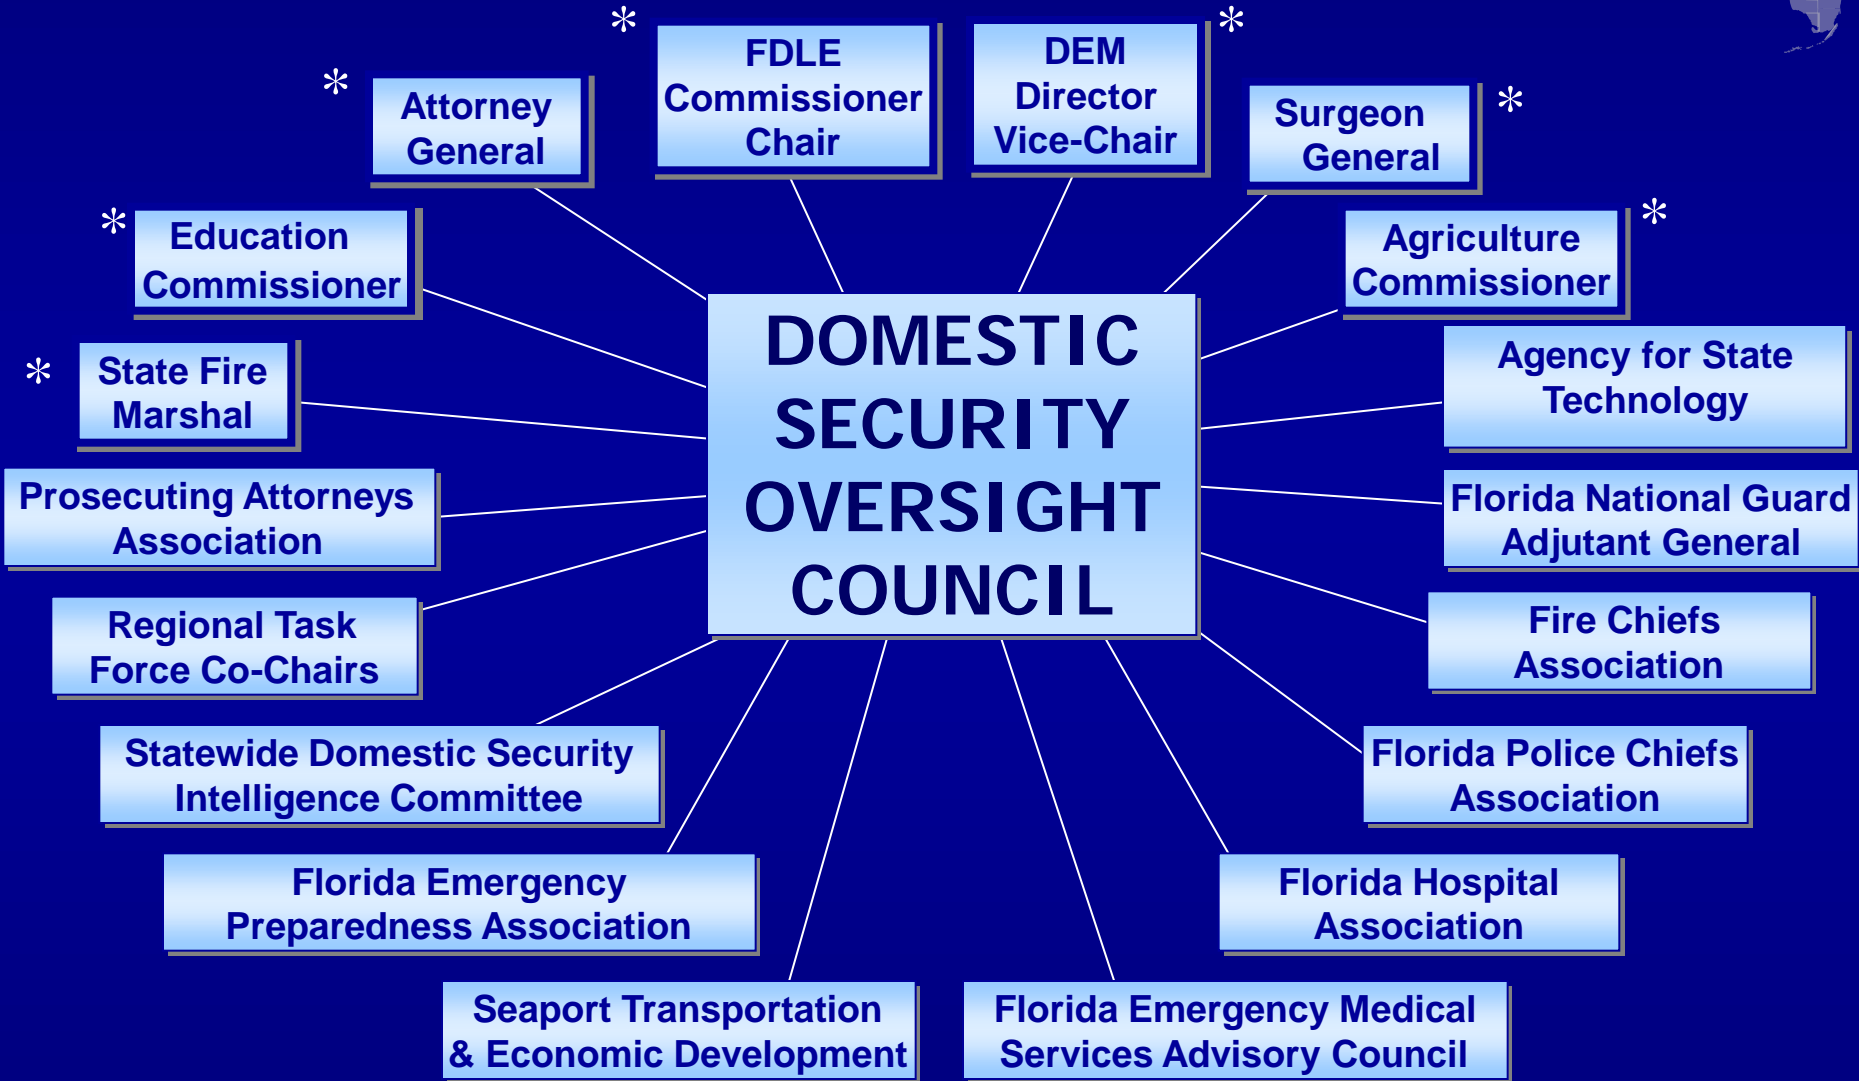 *
FDLE
Commissioner
Chair
DEM
Director
Vice-Chair
*
*
Attorney
General
Surgeon
General
*
*
Education
Commissioner
Agriculture
Commissioner
*
DOMESTIC
SECURITY
OVERSIGHT
COUNCIL
*
State Fire
Marshal
Agency for State
Technology
Prosecuting Attorneys
Association
Florida National Guard
Adjutant General
Regional Task
Force Co-Chairs
Fire Chiefs
Association
Statewide Domestic Security
Intelligence Committee
Florida Police Chiefs
Association
Florida Emergency
Preparedness Association
Florida Hospital
Association
Seaport Transportation
& Economic Development
Florida Emergency Medical
Services Advisory Council